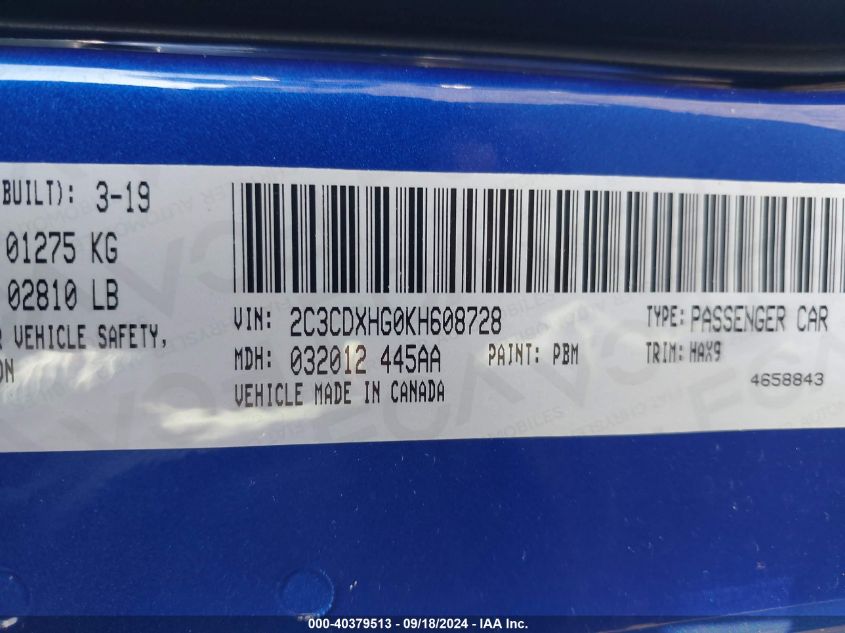 BUILT): 3-19
01275 KG
02810 LB
VEHICLE SAFETY,
ON
VIN: 2C3CDXHG0KH608728
TYPE: PASSENGER CAR
MDH: 032012 445AA
PAINT: PBM
TRIM: HAX9
VEHICLE MADE IN CANADA
4658843
000-40379513 - 09/18/2024 - IAA Inc.